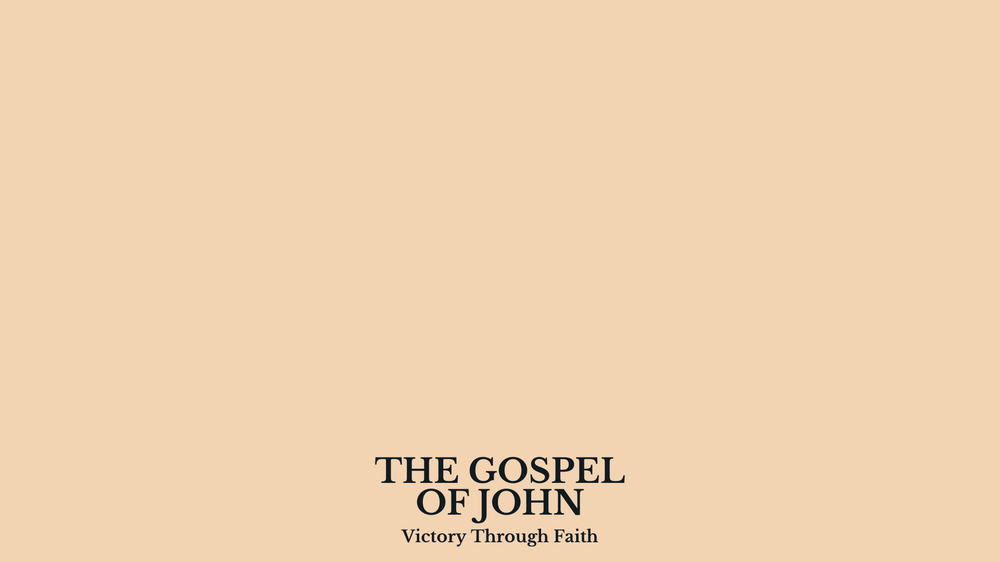 THE GOSPEL
OF JOHN
Victory Through Faith